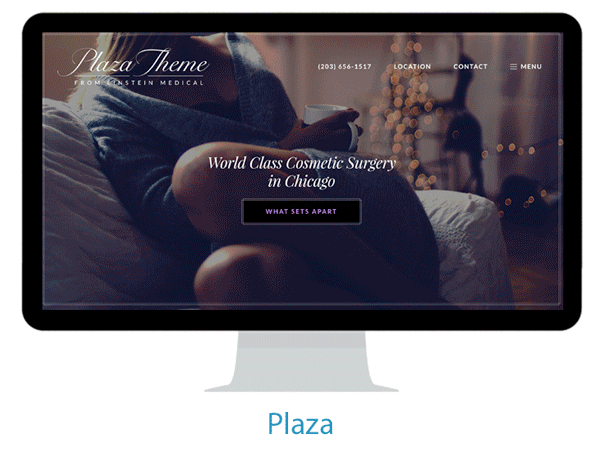 Plaza Theme
FROM EINSTEIN MEDICAL
(203) 656-1517 LOCATION CONTACT MENU
World Class Cosmetic Surgery
in Chicago
WHAT SETS APART
Plaza